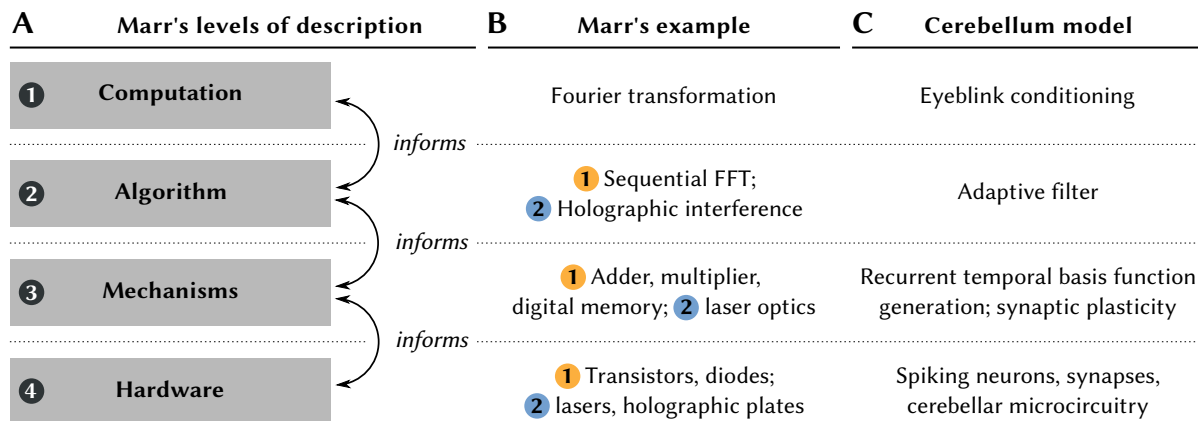 A Marr's levels of description B Marr's example C Cerebellum model
1 Computation Fourier transformation Eyeblink conditioning
informs
2 Algorithm
1 Sequential FFT;
2 Holographic interference
Adaptive filter
informs
3 Mechanisms
1 Adder, multiplier,
digital memory; 2 laser optics
Recurrent temporal basis function
generation; synaptic plasticity
informs
4 Hardware
1 Transistors, diodes;
2 lasers, holographic plates
Spiking neurons, synapses,
cerebellar microcircuitry